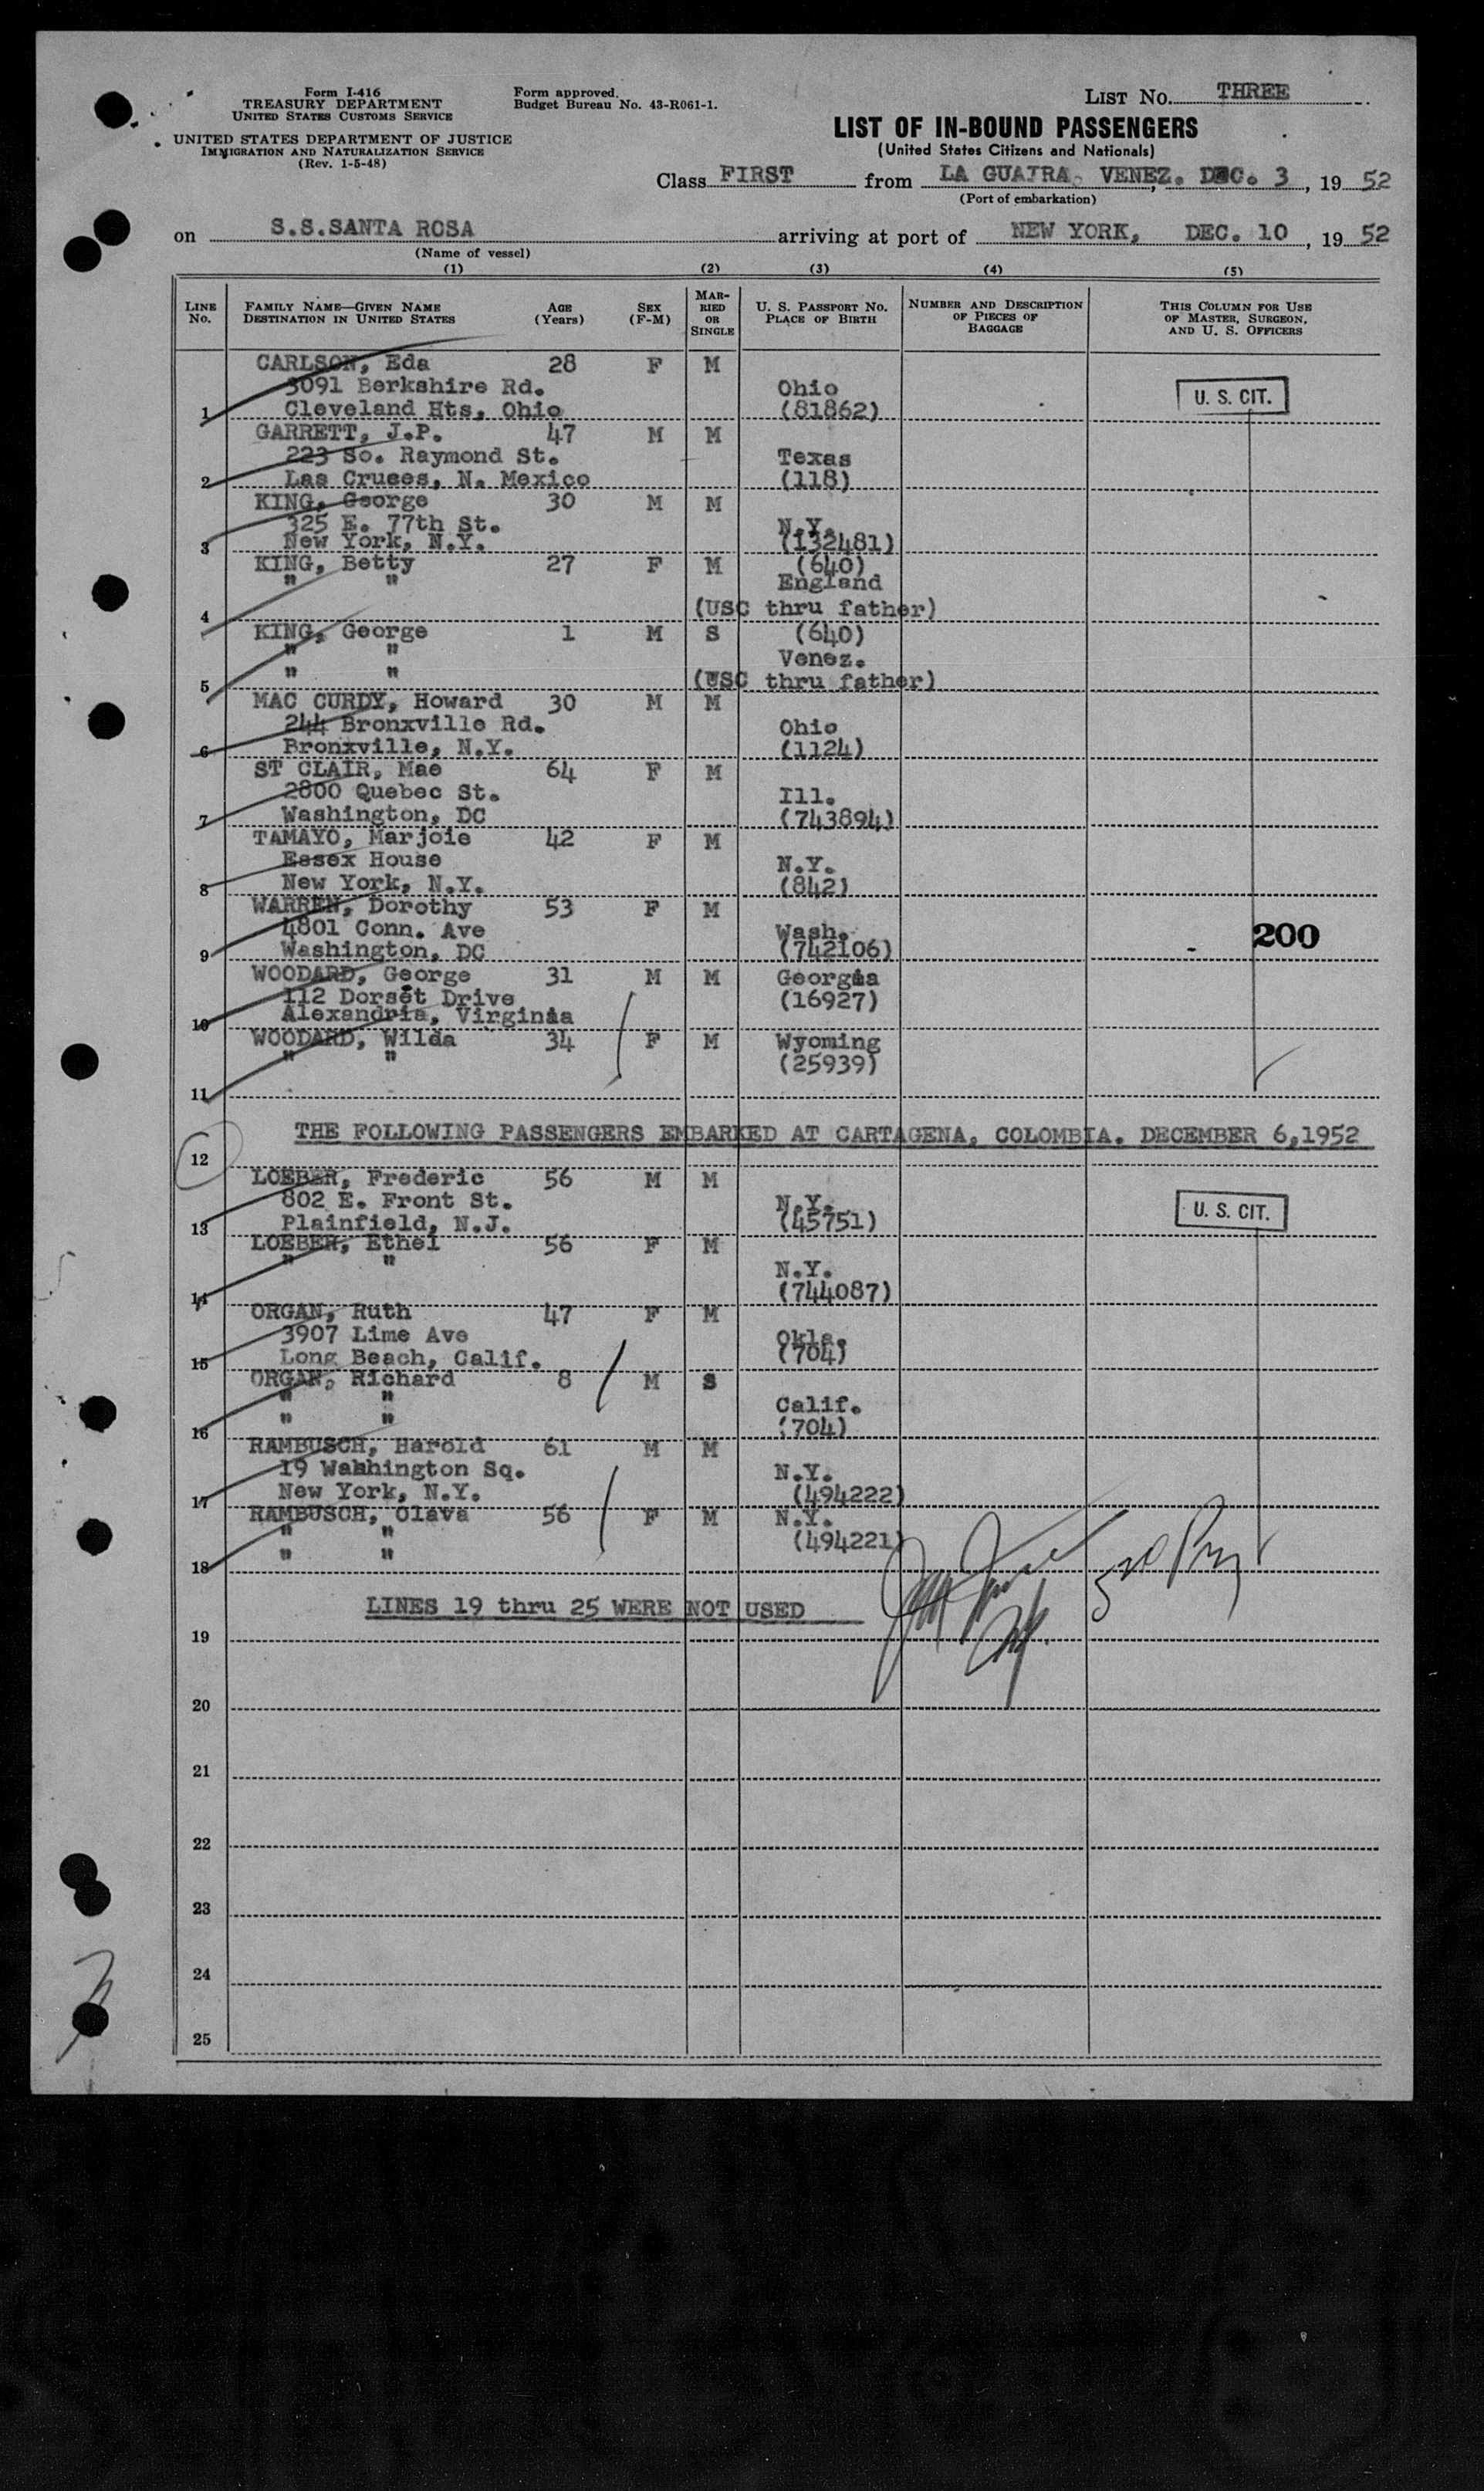 Form I-416
TREASURY DEPARTMENT
UNITED STATES CUSTOMS SERVICE
UNITED STATES DEPARTMENT OF JUSTICE
IMMIGRATION AND NATURALIZATION SERVICE
(Rev. 1-5-48)
Form approved.
Budget Bureau No. 43-R061-1.
LIST NO. THREE
LIST OF IN-BOUND PASSENGERS
(United States Citizens and Nationals)
Class FIRST from LA GUAIRA, VENEZ. DEC. 3, 1952
(Port of embarkation)
on S.S.SANTA ROSA arriving at port of NEW YORK, DEC. 10, 1952
(Name of vessel)
(1) (2) (3) (4) (5)
LINE NO.
FAMILY NAME—GIVEN NAME
DESTINATION IN UNITED STATES
AGE (Years)
SEX (F-M)
MARRIED OR SINGLE
U. S. PASSPORT NO.
PLACE OF BIRTH
NUMBER AND DESCRIPTION OF PIECES OF BAGGAGE
THIS COLUMN FOR USE OF MASTER, SURGEON, AND U. S. OFFICERS
CARLSON, Eda 28 F M
3091 Berkshire Rd. Ohio U. S. CIT.
1 Cleveland Hts, Ohio (81862)
GARRETT, J.P. 47 M M
223 So. Raymond St. Texas
2 Las Cruces, N. Mexico (118)
KING, George 30 M M
325 E. 77th St. N.Y.
3 New York, N.Y. (132481)
KING, Betty 27 F M (640)
" " England
4 (USC thru father)
KING, George 1 M S (640)
" " Venez.
5 " " (USC thru father)
MAC CURDY, Howard 30 M M
244 Bronxville Rd. Ohio
6 Bronxville, N.Y. (1124)
ST CLAIR, Mae 64 F M
2800 Quebec St. Ill.
7 Washington, DC (743894)
TAMAYO, Marjoie 42 F M
Essex House N.Y.
8 New York, N.Y. (842)
WARREN, Dorothy 53 F M
4801 Conn. Ave Wash. 200
9 Washington, DC (742106)
WOODARD, George 31 M M Georgia
112 Dorset Drive (16927)
10 Alexandria, Virginia
WOODARD, Wilda 34 F M Wyoming
" " (25939)
11
THE FOLLOWING PASSENGERS EMBARKED AT CARTAGENA, COLOMBIA. DECEMBER 6,1952
12
LOEBER, Frederic 56 M M
802 E. Front St. N.Y. U. S. CIT.
13 Plainfield, N.J. (45751)
LOEBER, Ethel 56 F M
" " N.Y.
14 (744087)
ORGAN, Ruth 47 F M
3907 Lime Ave Okla.
15 Long Beach, Calif. (704)
ORGAN, Richard 8 M S
" " Calif.
16 " " (704)
RAMBUSCH, Harold 61 M M
19 Wahhington Sq. N.Y.
17 New York, N.Y. (494222)
RAMBUSCH, Olava 56 F M N.Y.
" " (494221)
18 " "
LINES 19 thru 25 WERE NOT USED
19
20
21
22
23
24
25